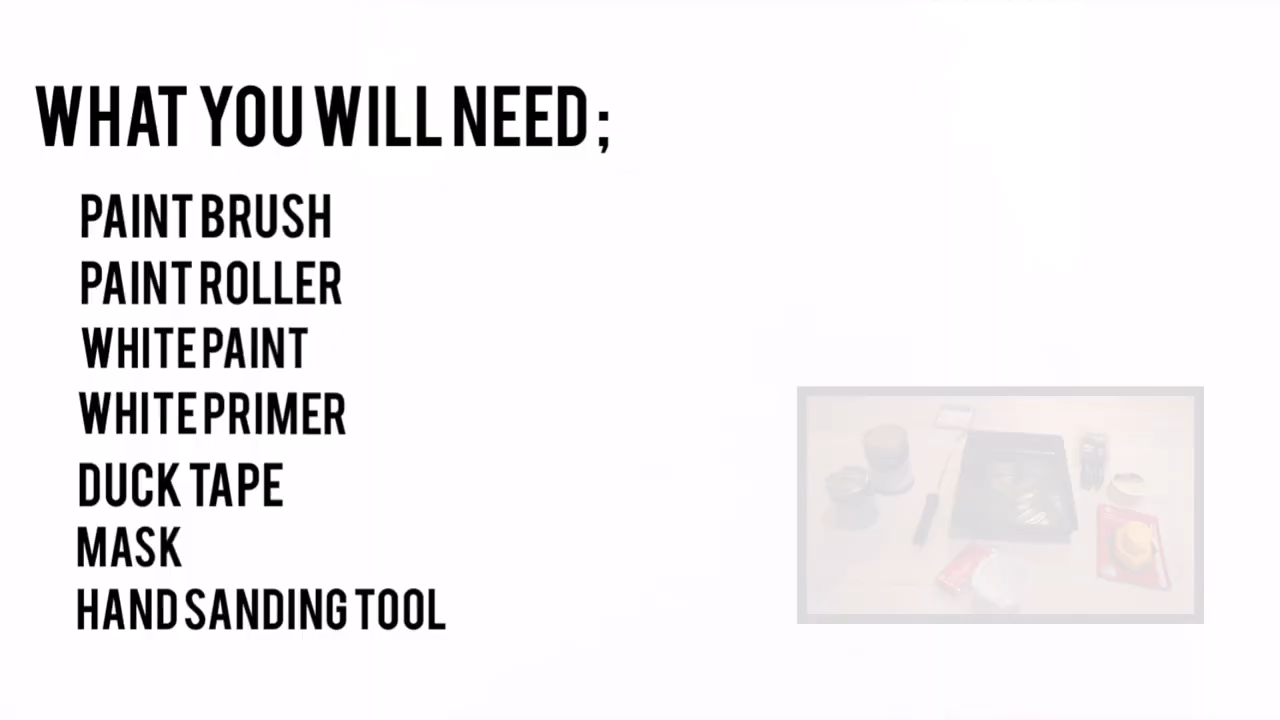 WHAT YOU WILL NEED ;
PAINT BRUSH
PAINT ROLLER
WHITE PAINT
WHITE PRIMER
DUCK TAPE
MASK
HAND SANDING TOOL